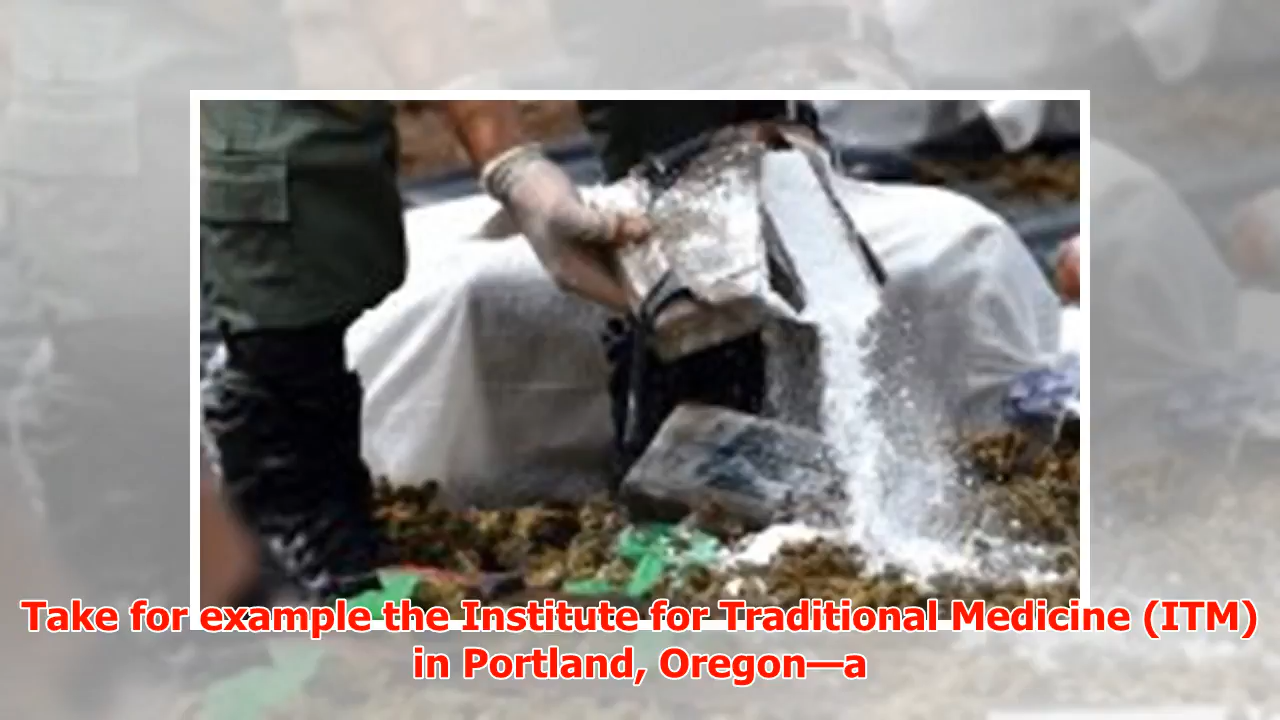 Take for example the Institute for Traditional Medicine (ITM)
in Portland, Oregon—a